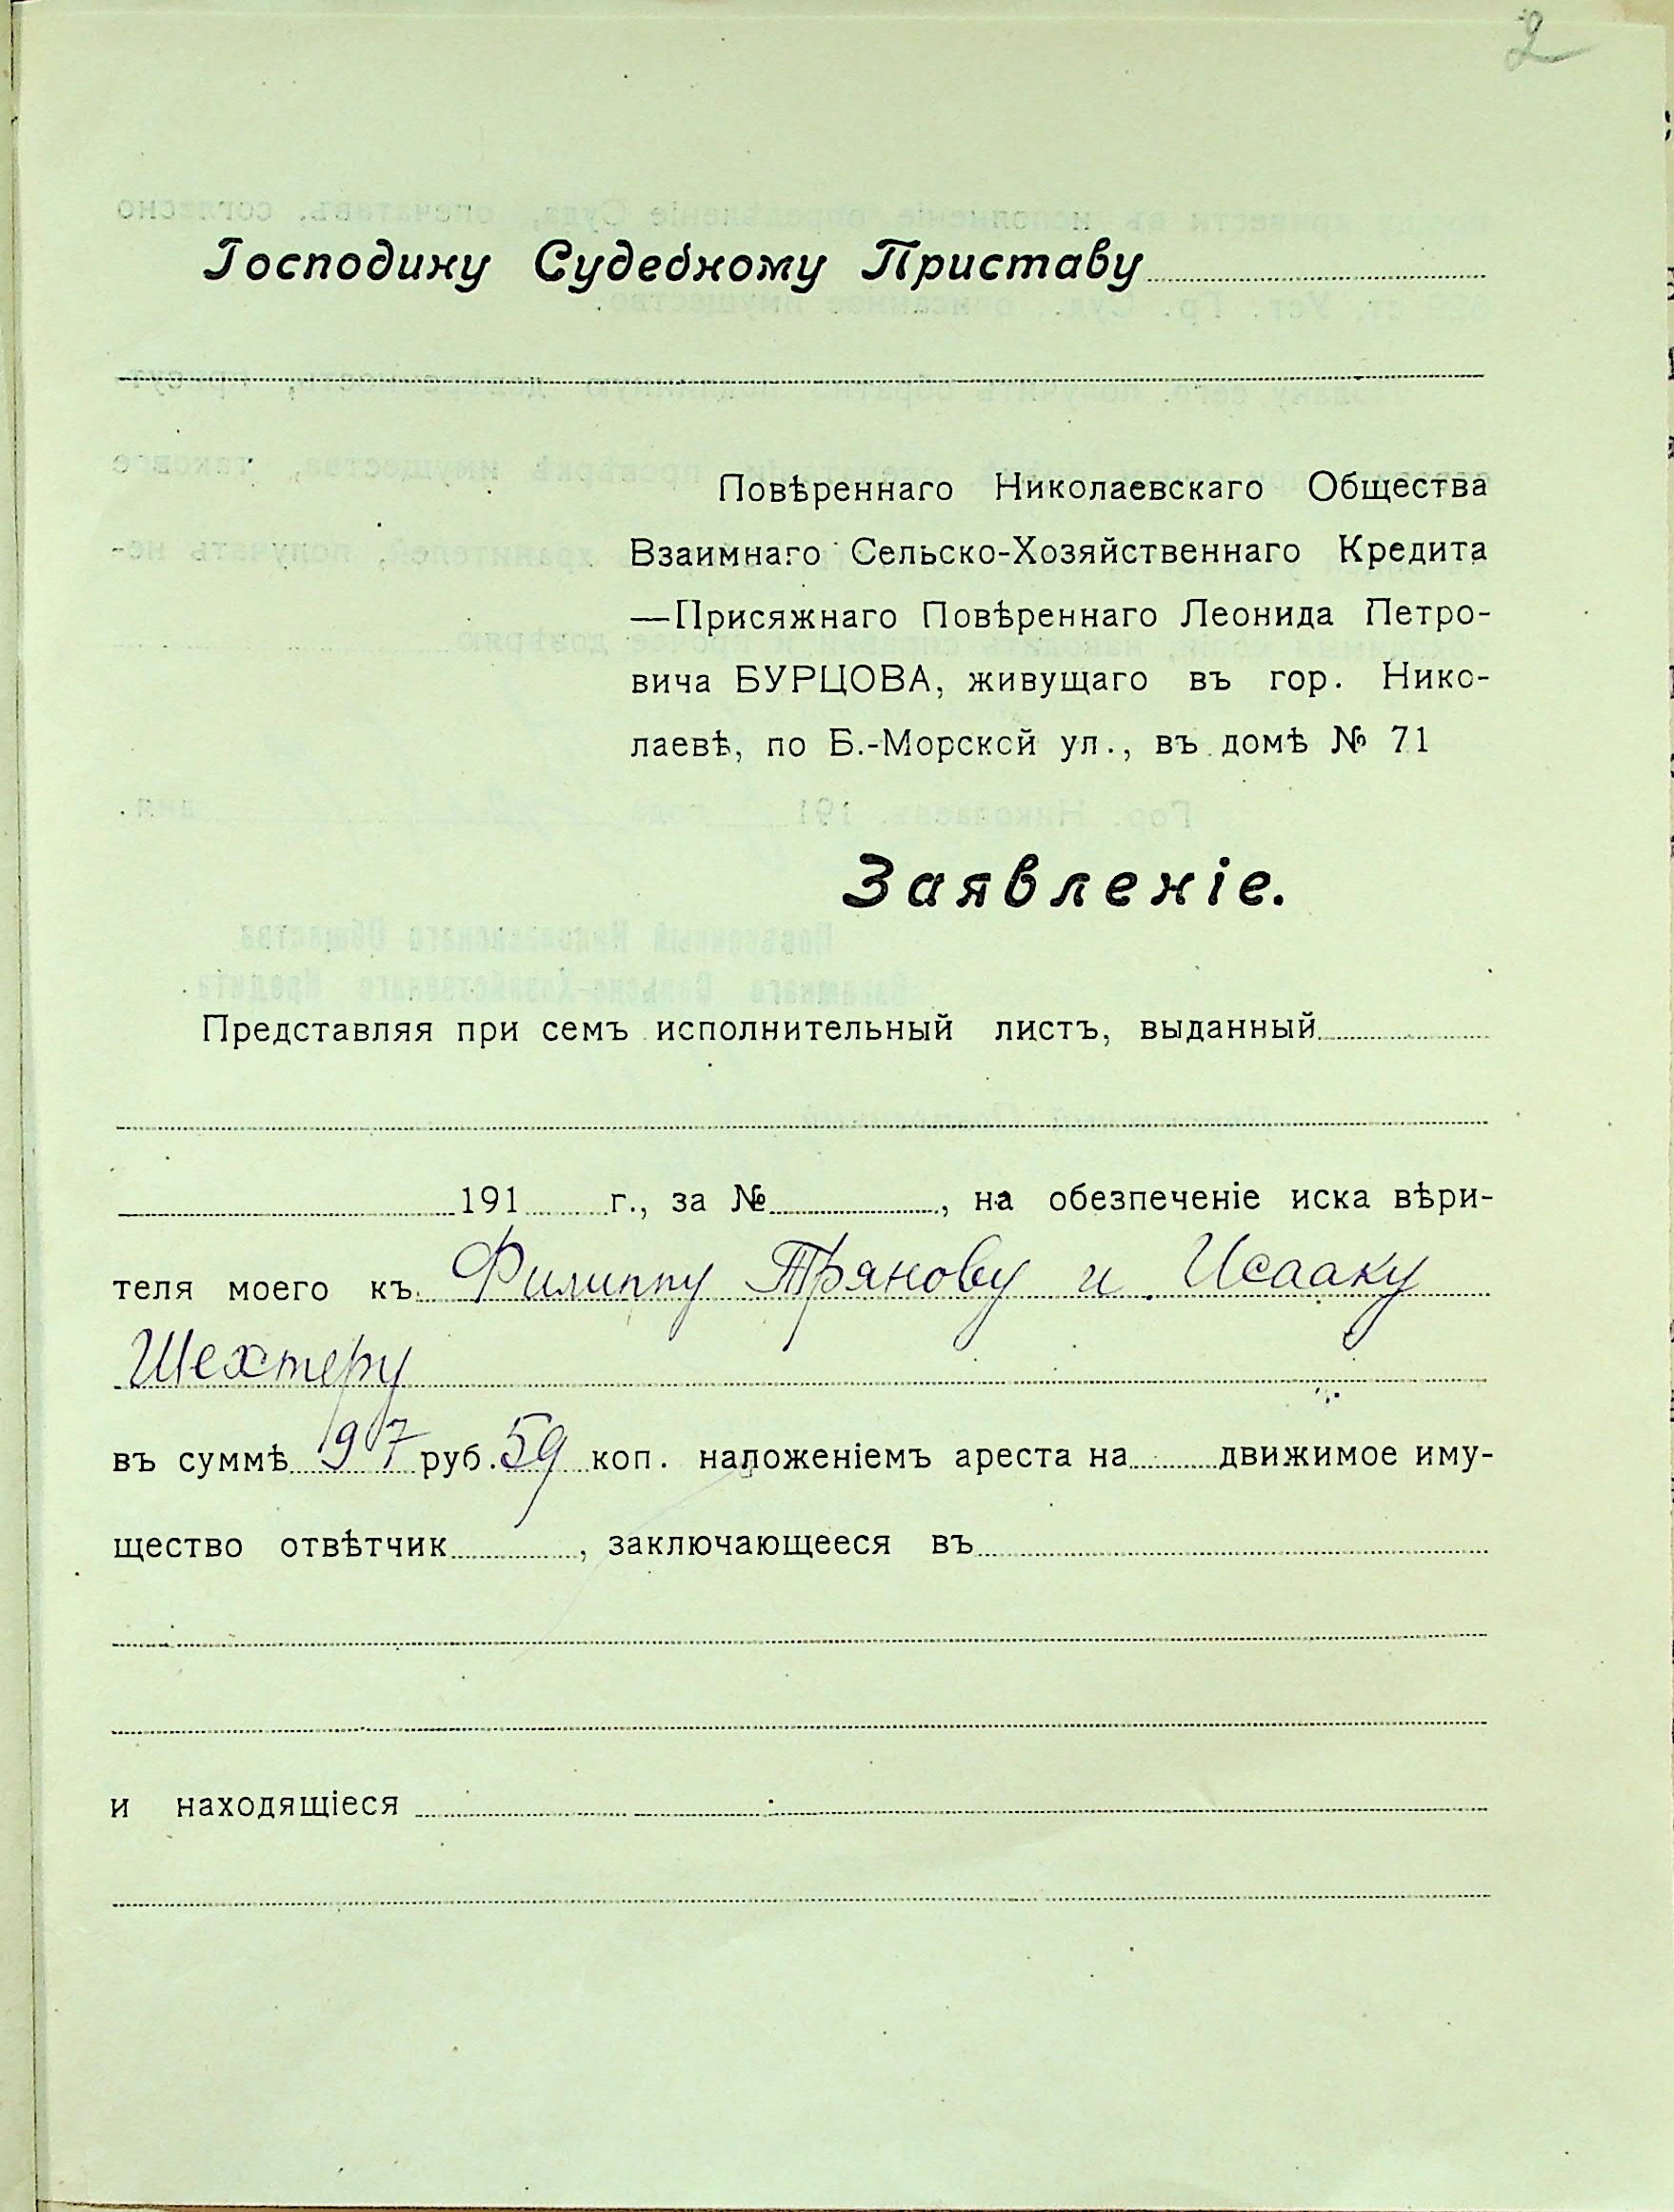 2
Господину Судебному Приставу
Повѣреннаго Николаевскаго Общества
Взаимнаго Сельско-Хозяйственнаго Кредита
—Присяжнаго Повѣреннаго Леонида Петро-
вича БУРЦОВА, живущаго въ гор. Нико-
лаевѣ, по Б.-Морской ул., въ домѣ № 71
Заявленіе.
Представляя при семъ исполнительный листъ, выданный
191 г., за №, на обезпеченіе иска вѣри-
теля моего къ Филиппу Трянову и Исааку
Шехтеру
въ суммѣ 197 руб. 59 коп. наложеніемъ ареста на движимое иму-
щество отвѣтчик, заключающееся въ
и находящіеся